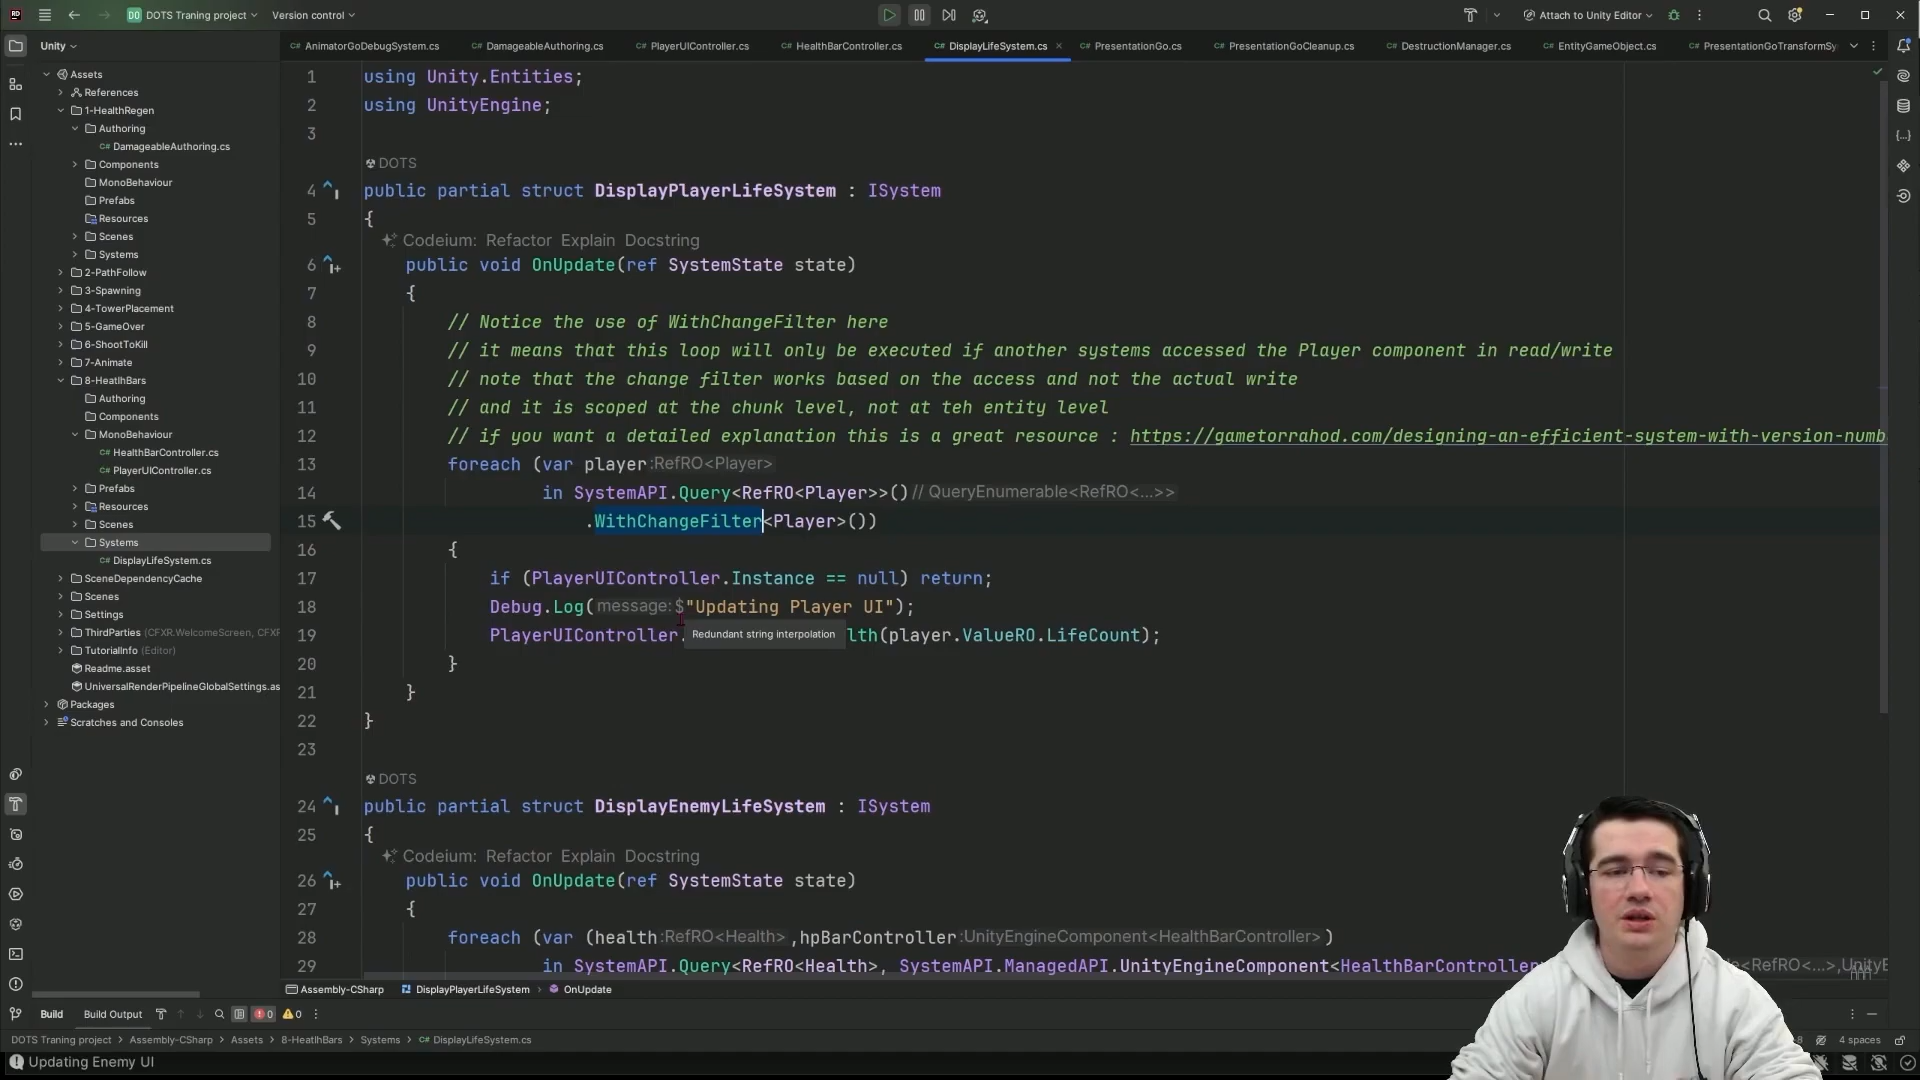 DO DOTS Traning project Version control Attach to Unity Editor
Unity
AnimatorGoDebugSystem.cs DamageableAuthoring.cs PlayerUIController.cs HealthBarController.cs DisplayLifeSystem.cs PresentationGo.cs PresentationGoCleanup.cs DestructionManager.cs EntityGameObject.cs PresentationGoTransformSy
Assets
References
1-HealthRegen
Authoring
DamageableAuthoring.cs
Components
MonoBehaviour
Prefabs
Resources
Scenes
Systems
2-PathFollow
3-Spawning
4-TowerPlacement
5-GameOver
6-ShootToKill
7-Animate
8-HeatlhBars
Authoring
Components
MonoBehaviour
HealthBarController.cs
PlayerUIController.cs
Prefabs
Resources
Scenes
Systems
DisplayLifeSystem.cs
SceneDependencyCache
Scenes
Settings
ThirdParties (CFXR.WelcomeScreen, CFXR
TutorialInfo (Editor)
Readme.asset
UniversalRenderPipelineGlobalSettings.as
Packages
Scratches and Consoles
1 using Unity.Entities;
2 using UnityEngine;
3
DOTS
4 public partial struct DisplayPlayerLifeSystem : ISystem
5 {
Codeium: Refactor Explain Docstring
6 public void OnUpdate(ref SystemState state)
7 {
8 // Notice the use of WithChangeFilter here
9 // it means that this loop will only be executed if another systems accessed the Player component in read/write
10 // note that the change filter works based on the access and not the actual write
11 // and it is scoped at the chunk level, not at teh entity level
12 // if you want a detailed explanation this is a great resource : https://gametorrahod.com/designing-an-efficient-system-with-version-numb
13 foreach (var player :RefRO<Player>
14 in SystemAPI.Query<RefRO<Player>>() // QueryEnumerable<RefRO<...>>
15 .WithChangeFilter<Player>())
16 {
17 if (PlayerUIController.Instance == null) return;
18 Debug.Log( message: $"Updating Player UI");
19 PlayerUIController. Redundant string interpolation lth(player.ValueRO.LifeCount);
20 }
21 }
22 }
23
DOTS
24 public partial struct DisplayEnemyLifeSystem : ISystem
25 {
Codeium: Refactor Explain Docstring
26 public void OnUpdate(ref SystemState state)
27 {
28 foreach (var (health :RefRO<Health> ,hpBarController :UnityEngineComponent<HealthBarController> )
29 in SystemAPI.Query<RefRO<Health>, SystemAPI.ManagedAPI.UnityEngineComponent<HealthBarController <RefRO<...>,UnityE
Assembly-CSharp DisplayPlayerLifeSystem OnUpdate
Build Build Output 0 0
DOTS Traning project Assembly-CSharp Assets 8-HeatlhBars Systems DisplayLifeSystem.cs 4 spaces
Updating Enemy UI